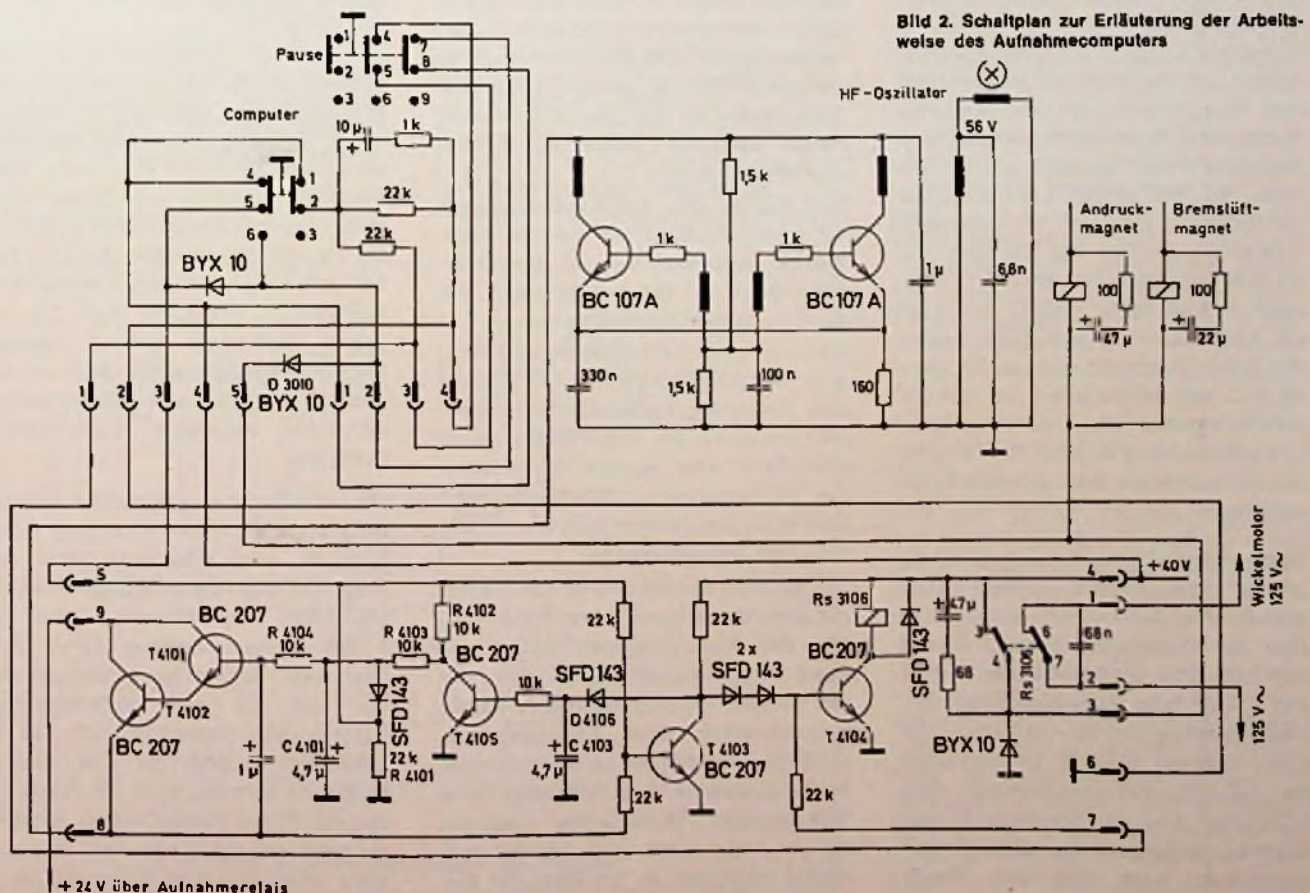 Bild 2. Schaltplan zur Erläuterung der Arbeits-
weise des Aufnahmecomputers
Pause
1 4 7
2 5 8
3 6 9
Computer
10 µ
+
1k
4 1
5 2
6 3
22 k
22 k
BYX 10
D 3010
BYX 10
1 2 3 4 5 1 2 3 4
HF-Oszillator
56 V
1,5 k
1k
1k
BC 107A
BC 107A
1 µ
6,8n
330 n
1,5k
100 n
160
Andruck-
magnet
Bremslüft-
magnet
100
100
+
47 µ
+
22 µ
5
9
BC 207
R 4104
10 k
T 4101
T 4102
BC 207
+
1 µ
C 4101
4,7 µ
+
R 4103
10 k
SFD 143
22 k
R 4101
R 4102
10 k
BC 207
T 4105
10 k
SFD 143
D 4106
+
C 4103
4,7 µ
22 k
22 k
2 x
SFD 143
T 4103
BC 207
22 k
Rs 3106
BC 207
T 4104
22 k
SFD 143
+
47 µ
68
3
4
6
7
Rs 3106
68 n
BYX 10
4
+ 40 V
1
2
3
6
7
Wickelmotor
125 V~
125 V~
8
+ 24 V über Aufnahmerelais